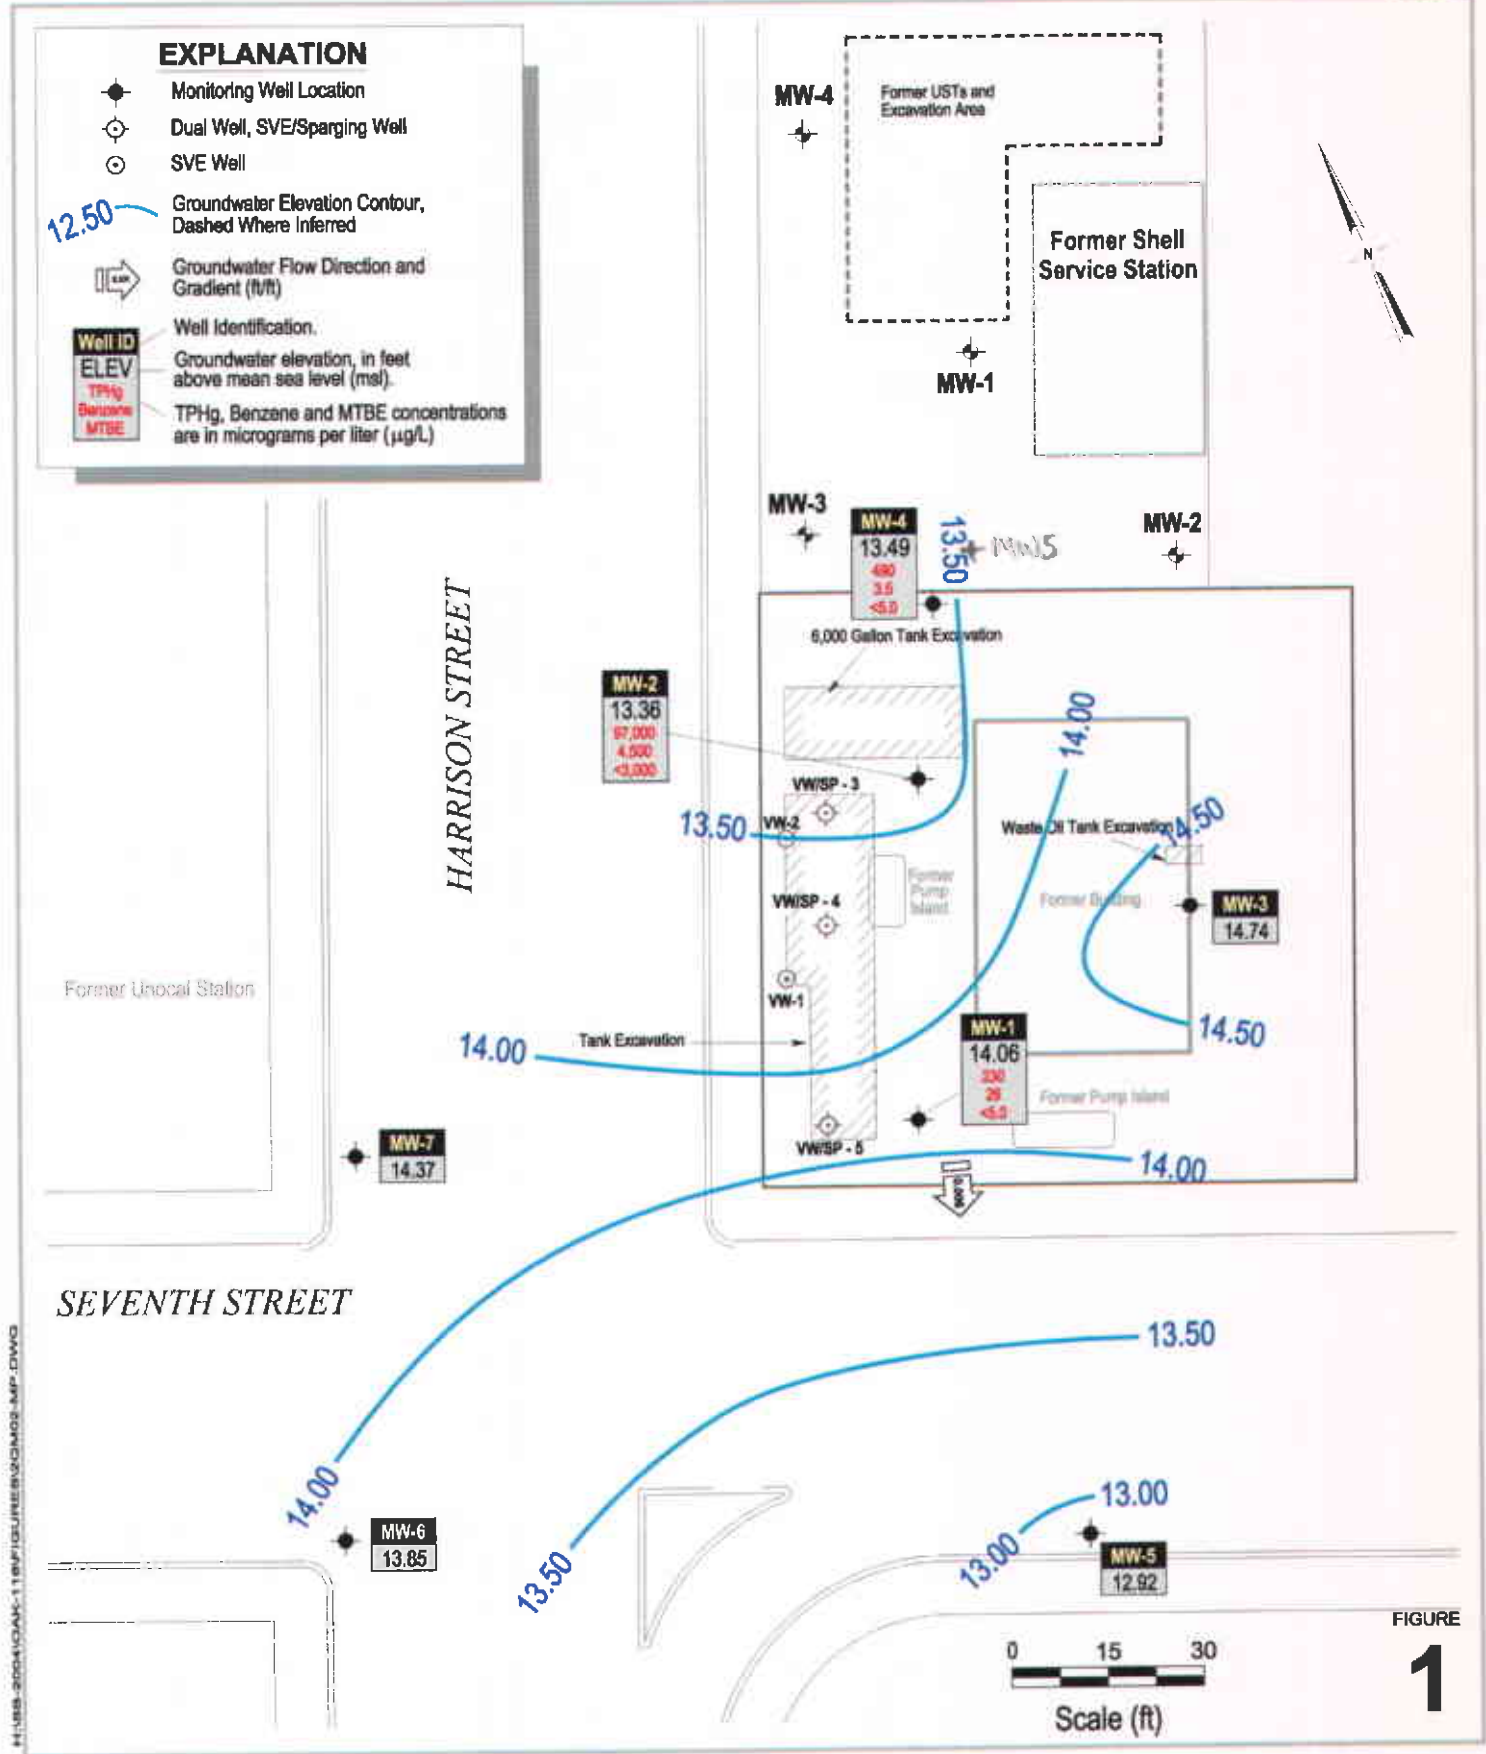 EXPLANATION
Monitoring Well Location
Dual Well, SVE/Sparging Well
SVE Well
12.50
Groundwater Elevation Contour,
Dashed Where Inferred
Groundwater Flow Direction and
Gradient (ft/ft)
Well ID
ELEV
TPHg
Benzene
MTBE
Well Identification.
Groundwater elevation, in feet
above mean sea level (msl).
TPHg, Benzene and MTBE concentrations
are in micrograms per liter (µg/L)
MW-4
Former USTs and
Excavation Area
Former Shell
Service Station
N
MW-1
MW-3
MW-4
13.49
490
3.5
<5.0
13.50
MW5
MW-2
6,000 Gallon Tank Excavation
HARRISON STREET
MW-2
13.36
97,000
4,500
<3,000
14.00
VW/SP - 3
13.50
VW-2
Waste Oil Tank Excavation
14.50
Former
Pump
Island
VW/SP - 4
Former Building
MW-3
14.74
Former Unocal Station
VW-1
14.00
Tank Excavation
MW-1
14.06
230
26
<5.0
14.50
Former Pump Island
MW-7
14.37
VW/SP - 5
14.00
SEVENTH STREET
13.50
14.00
13.00
MW-6
13.85
13.50
13.00
MW-5
12.92
FIGURE
1
0 15 30
Scale (ft)